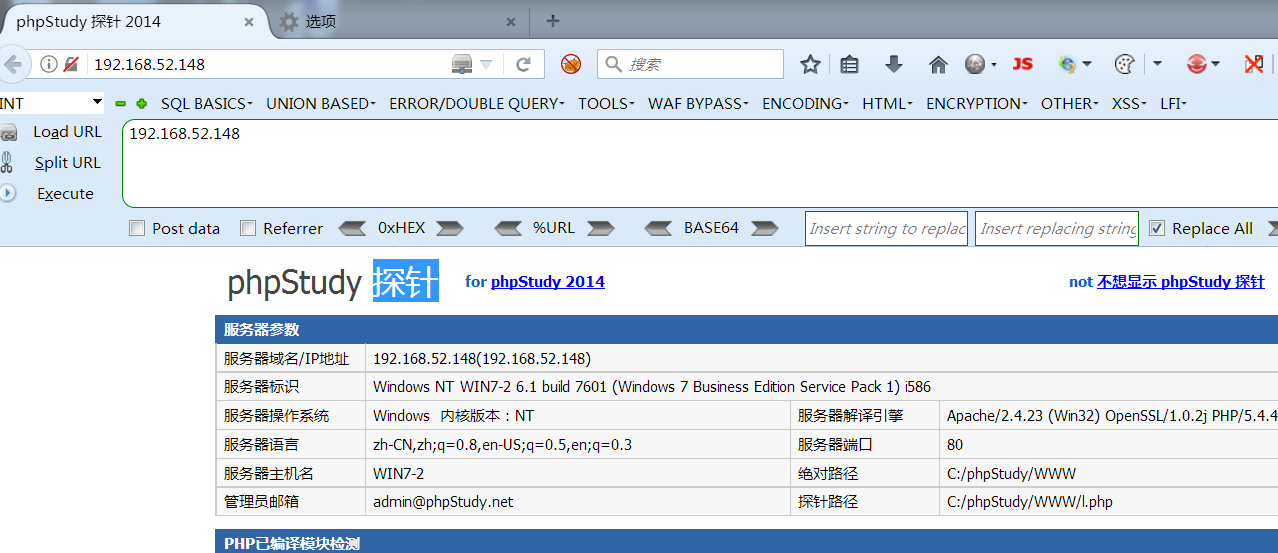 phpStudy 探针 2014
选项
192.168.52.148
搜索
JS
INT
SQL BASICS
UNION BASED
ERROR/DOUBLE QUERY
TOOLS
WAF BYPASS
ENCODING
HTML
ENCRYPTION
OTHER
XSS
LFI
Load URL
192.168.52.148
Split URL
Execute
Post data
Referrer
0xHEX
%URL
BASE64
Insert string to replac
Insert replacing string
Replace All
phpStudy 探针
for phpStudy 2014
not 不想显示 phpStudy 探针
服务器参数
服务器域名/IP地址 192.168.52.148(192.168.52.148)
服务器标识 Windows NT WIN7-2 6.1 build 7601 (Windows 7 Business Edition Service Pack 1) i586
服务器操作系统 Windows 内核版本：NT 服务器解译引擎 Apache/2.4.23 (Win32) OpenSSL/1.0.2j PHP/5.4.4
服务器语言 zh-CN,zh;q=0.8,en-US;q=0.5,en;q=0.3 服务器端口 80
服务器主机名 WIN7-2 绝对路径 C:/phpStudy/WWW
管理员邮箱 admin@phpStudy.net 探针路径 C:/phpStudy/WWW/l.php
PHP已编译模块检测